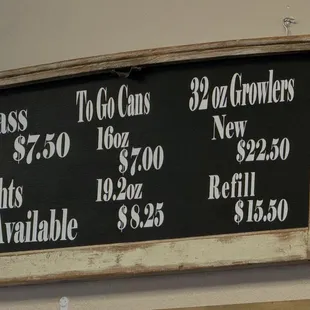 ass
$7.50
hts
Available
To Go Cans
16oz
$7.00
19.2oz
$8.25
32 oz Growlers
New
$22.50
Refill
$15.50